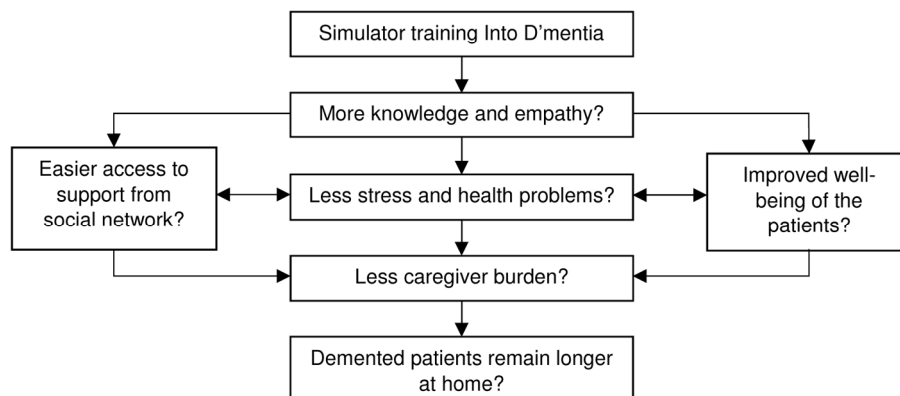 Simulator training Into D'mentia
More knowledge and empathy?
Easier access to
support from
social network?
Less stress and health problems?
Improved well-
being of the
patients?
Less caregiver burden?
Demented patients remain longer
at home?